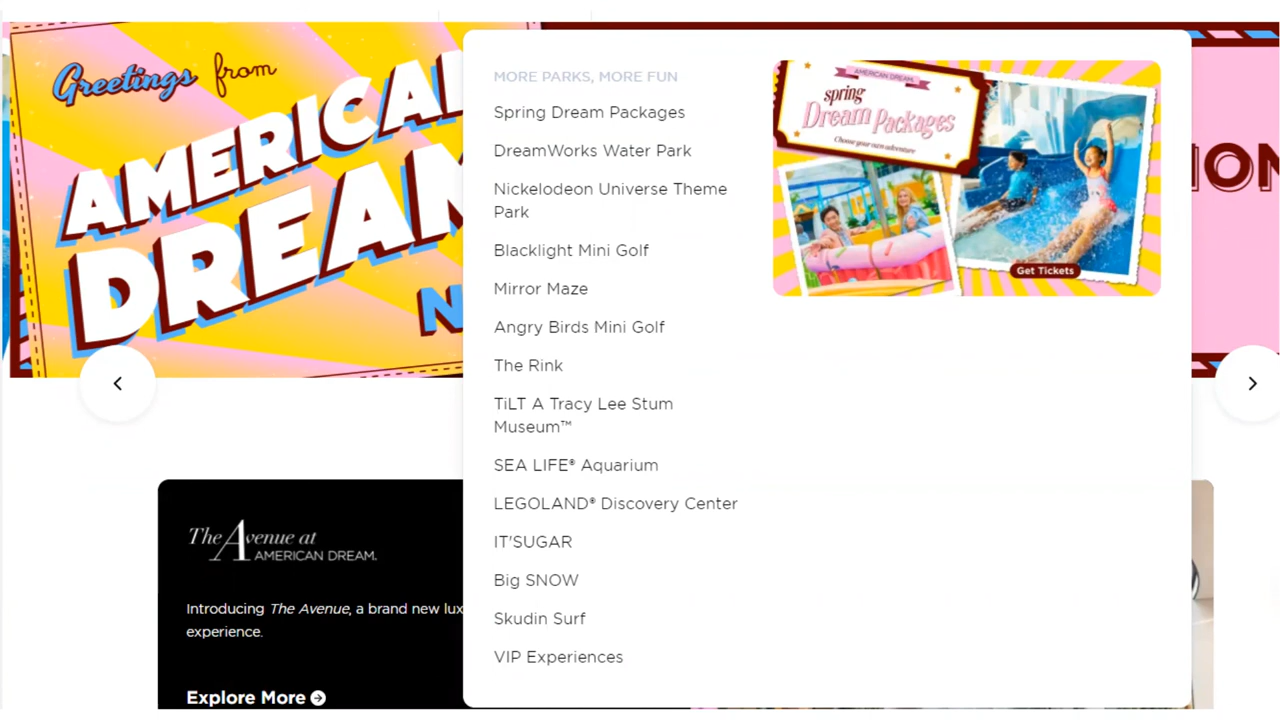 Greetings from
AMERICAN
DREAM
MORE PARKS, MORE FUN
Spring Dream Packages
DreamWorks Water Park
Nickelodeon Universe Theme
Park
Blacklight Mini Golf
Mirror Maze
Angry Birds Mini Golf
The Rink
TiLT A Tracy Lee Stum
Museum™
SEA LIFE® Aquarium
LEGOLAND® Discovery Center
IT'SUGAR
Big SNOW
Skudin Surf
VIP Experiences
AMERICAN DREAM.
spring
Dream Packages
Choose your own adventure
Get Tickets
ION
The Avenue at
AMERICAN DREAM.
Introducing The Avenue, a brand new lux
experience.
Explore More